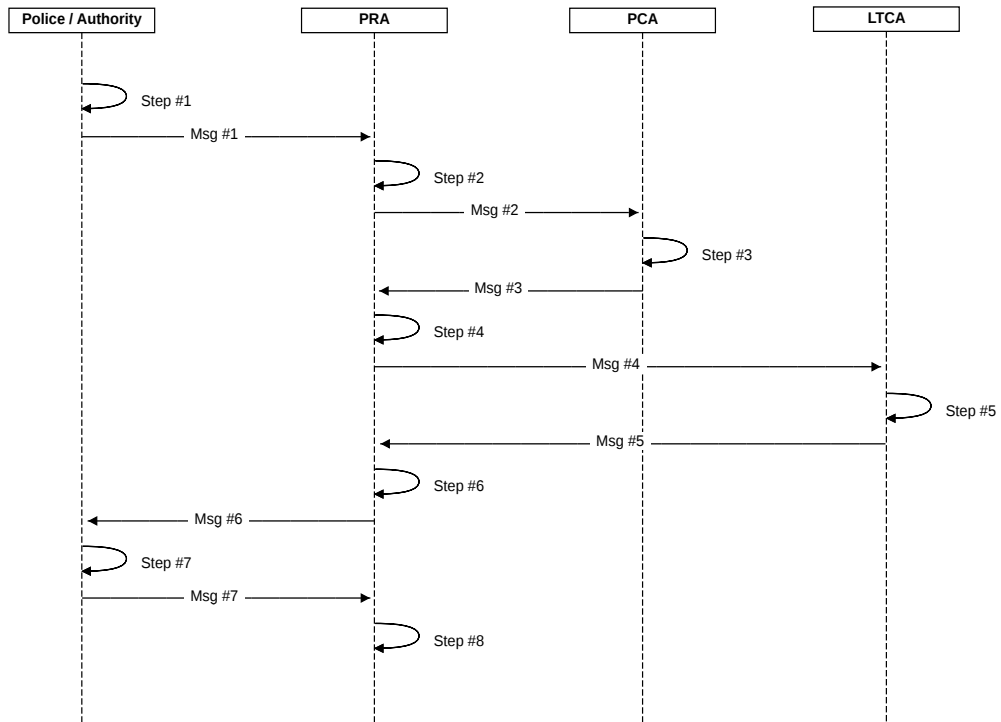 Police / Authority
PRA
PCA
LTCA
Step #1
Msg #1
Step #2
Msg #2
Step #3
Msg #3
Step #4
Msg #4
Step #5
Msg #5
Step #6
Msg #6
Step #7
Msg #7
Step #8